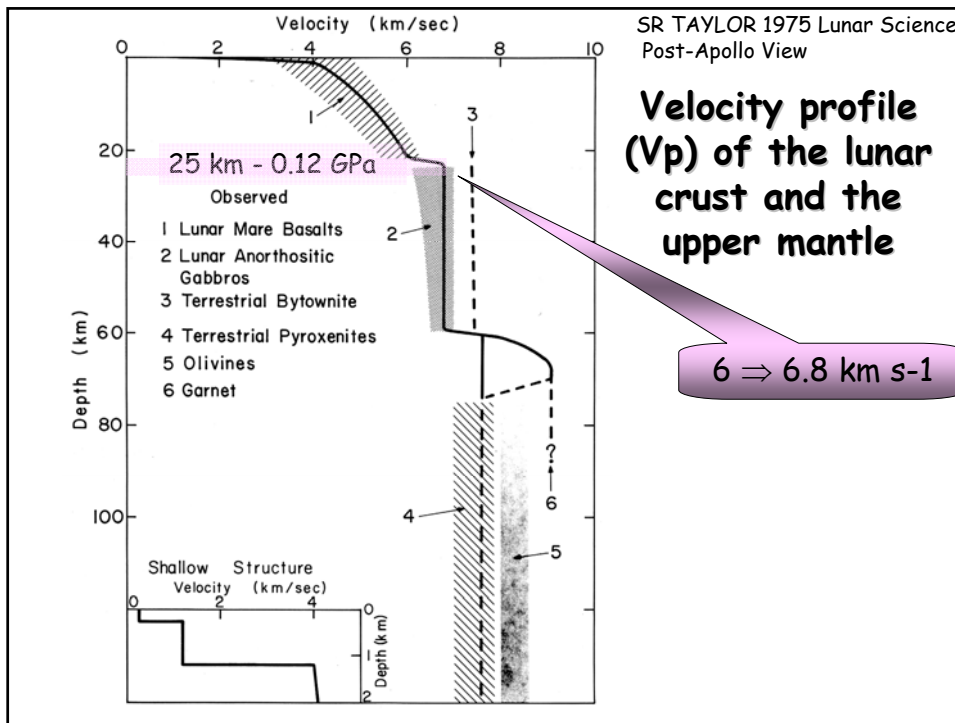 Velocity (km/sec)
0 2 4 6 8 10
SR TAYLOR 1975 Lunar Science
Post-Apollo View
Velocity profile
(Vp) of the lunar
crust and the
upper mantle
1
3
20
25 km - 0.12 GPa
Observed
1 Lunar Mare Basalts
2 Lunar Anorthositic
Gabbros
3 Terrestrial Bytownite
4 Terrestrial Pyroxenites
5 Olivines
6 Garnet
2
40
60
80
100
Depth (km)
6 ⇒ 6.8 km s-1
?
6
4
5
Shallow Structure
Velocity (km/sec)
0 2 4
0
1
2
Depth (km)